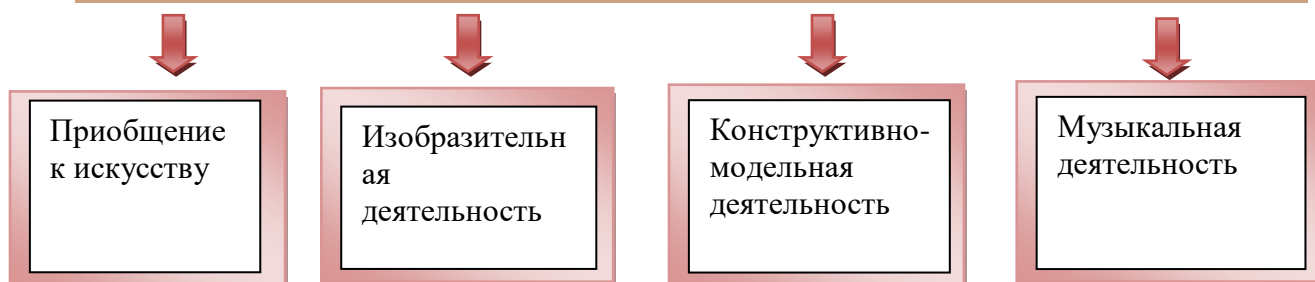 Приобщение
к искусству
Изобразительн
ая
деятельность
Конструктивно-
модельная
деятельность
Музыкальная
деятельность